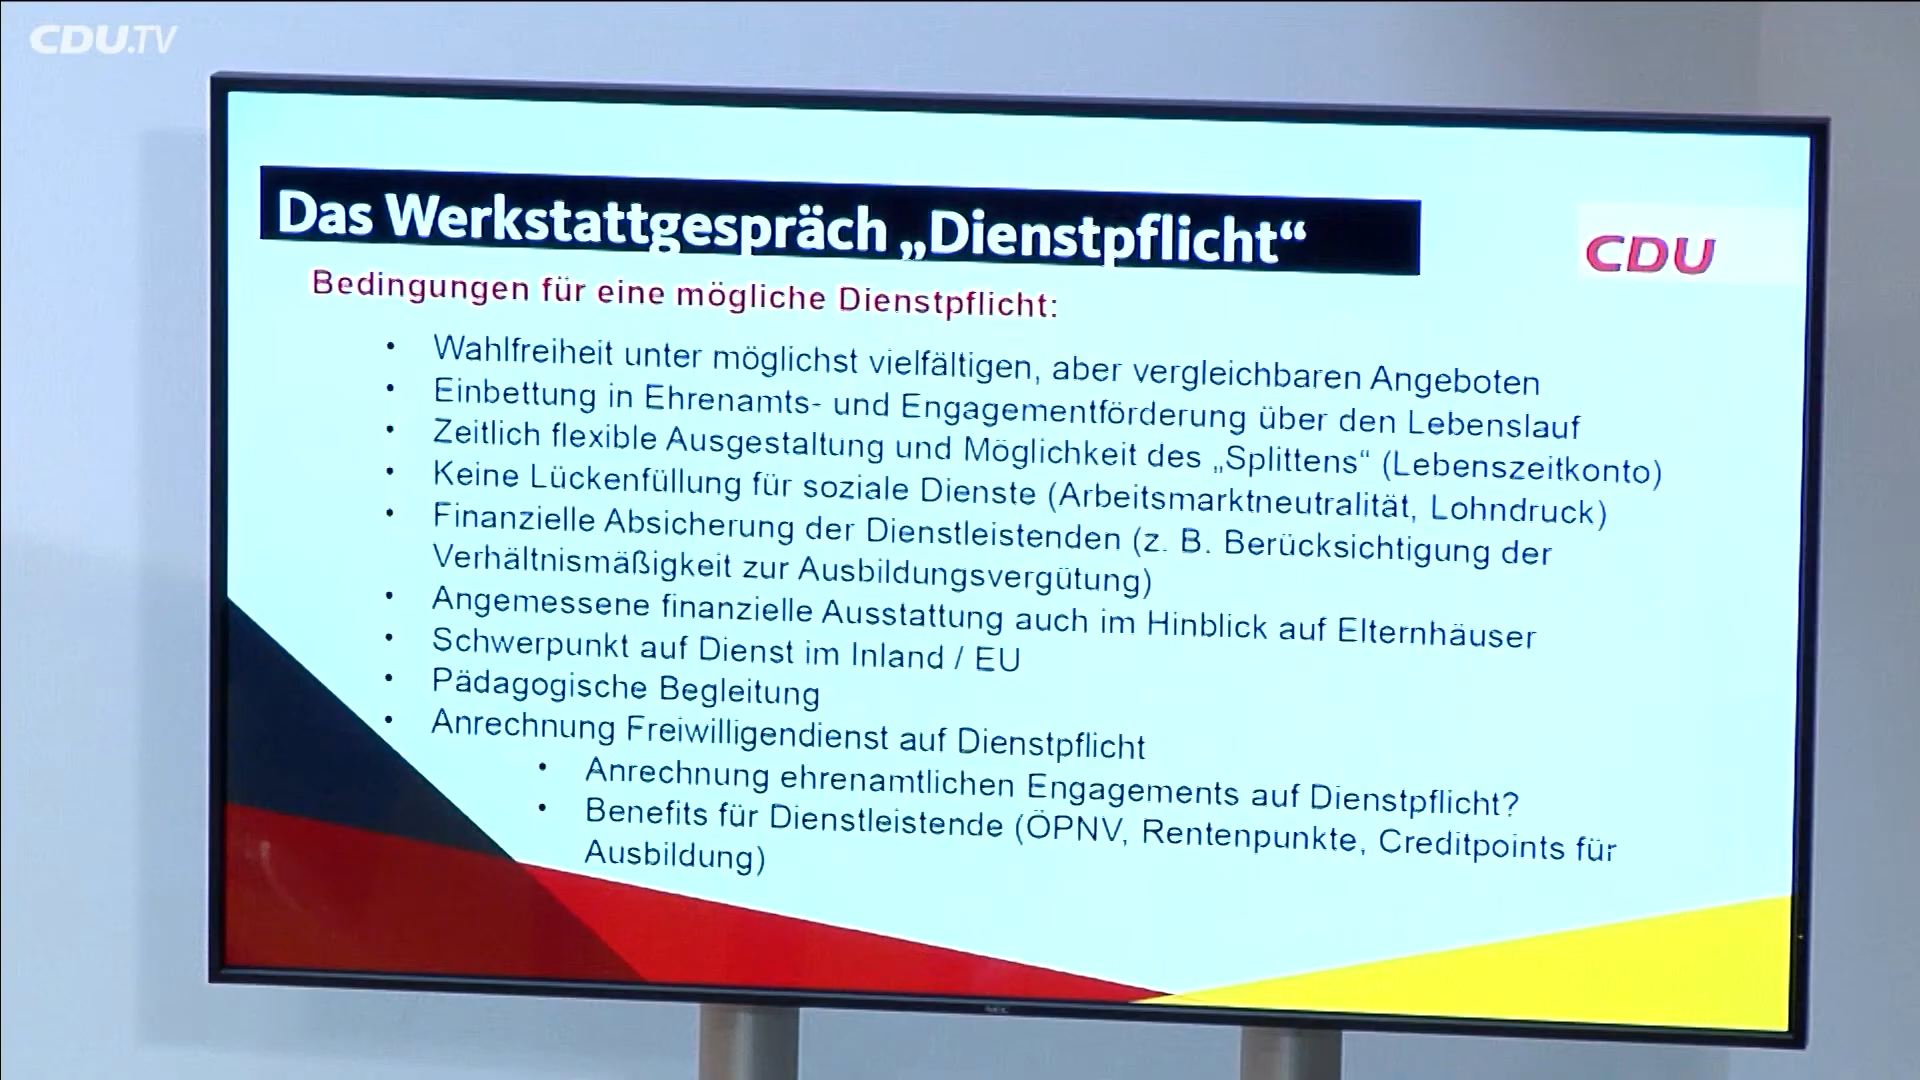 CDU.TV
Das Werkstattgespräch „Dienstpflicht“
CDU
Bedingungen für eine mögliche Dienstpflicht:
• Wahlfreiheit unter möglichst vielfältigen, aber vergleichbaren Angeboten
• Einbettung in Ehrenamts- und Engagementförderung über den Lebenslauf
• Zeitlich flexible Ausgestaltung und Möglichkeit des „Splittens“ (Lebenszeitkonto)
• Keine Lückenfüllung für soziale Dienste (Arbeitsmarktneutralität, Lohndruck)
• Finanzielle Absicherung der Dienstleistenden (z. B. Berücksichtigung der
Verhältnismäßigkeit zur Ausbildungsvergütung)
• Angemessene finanzielle Ausstattung auch im Hinblick auf Elternhäuser
• Schwerpunkt auf Dienst im Inland / EU
• Pädagogische Begleitung
• Anrechnung Freiwilligendienst auf Dienstpflicht
• Anrechnung ehrenamtlichen Engagements auf Dienstpflicht?
• Benefits für Dienstleistende (ÖPNV, Rentenpunkte, Creditpoints für
Ausbildung)